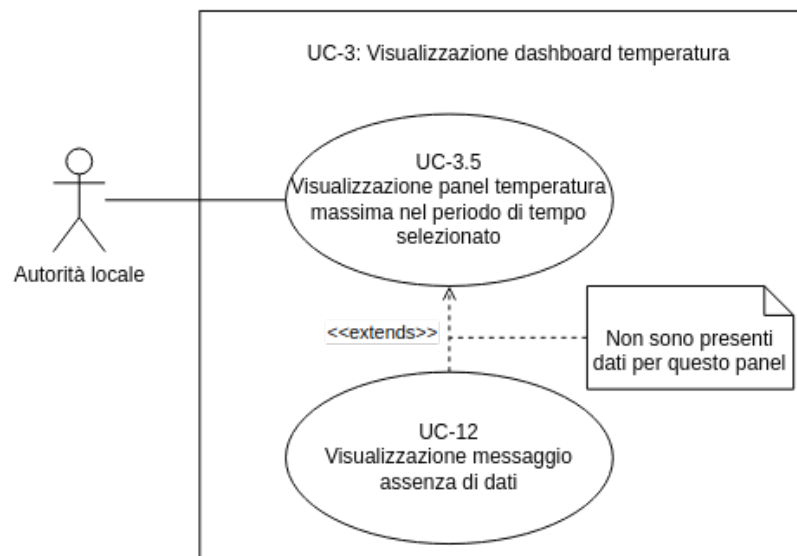 UC-3: Visualizzazione dashboard temperatura
UC-3.5
Visualizzazione panel temperatura
massima nel periodo di tempo
selezionato
Autorità locale
<<extends>>
Non sono presenti
dati per questo panel
UC-12
Visualizzazione messaggio
assenza di dati